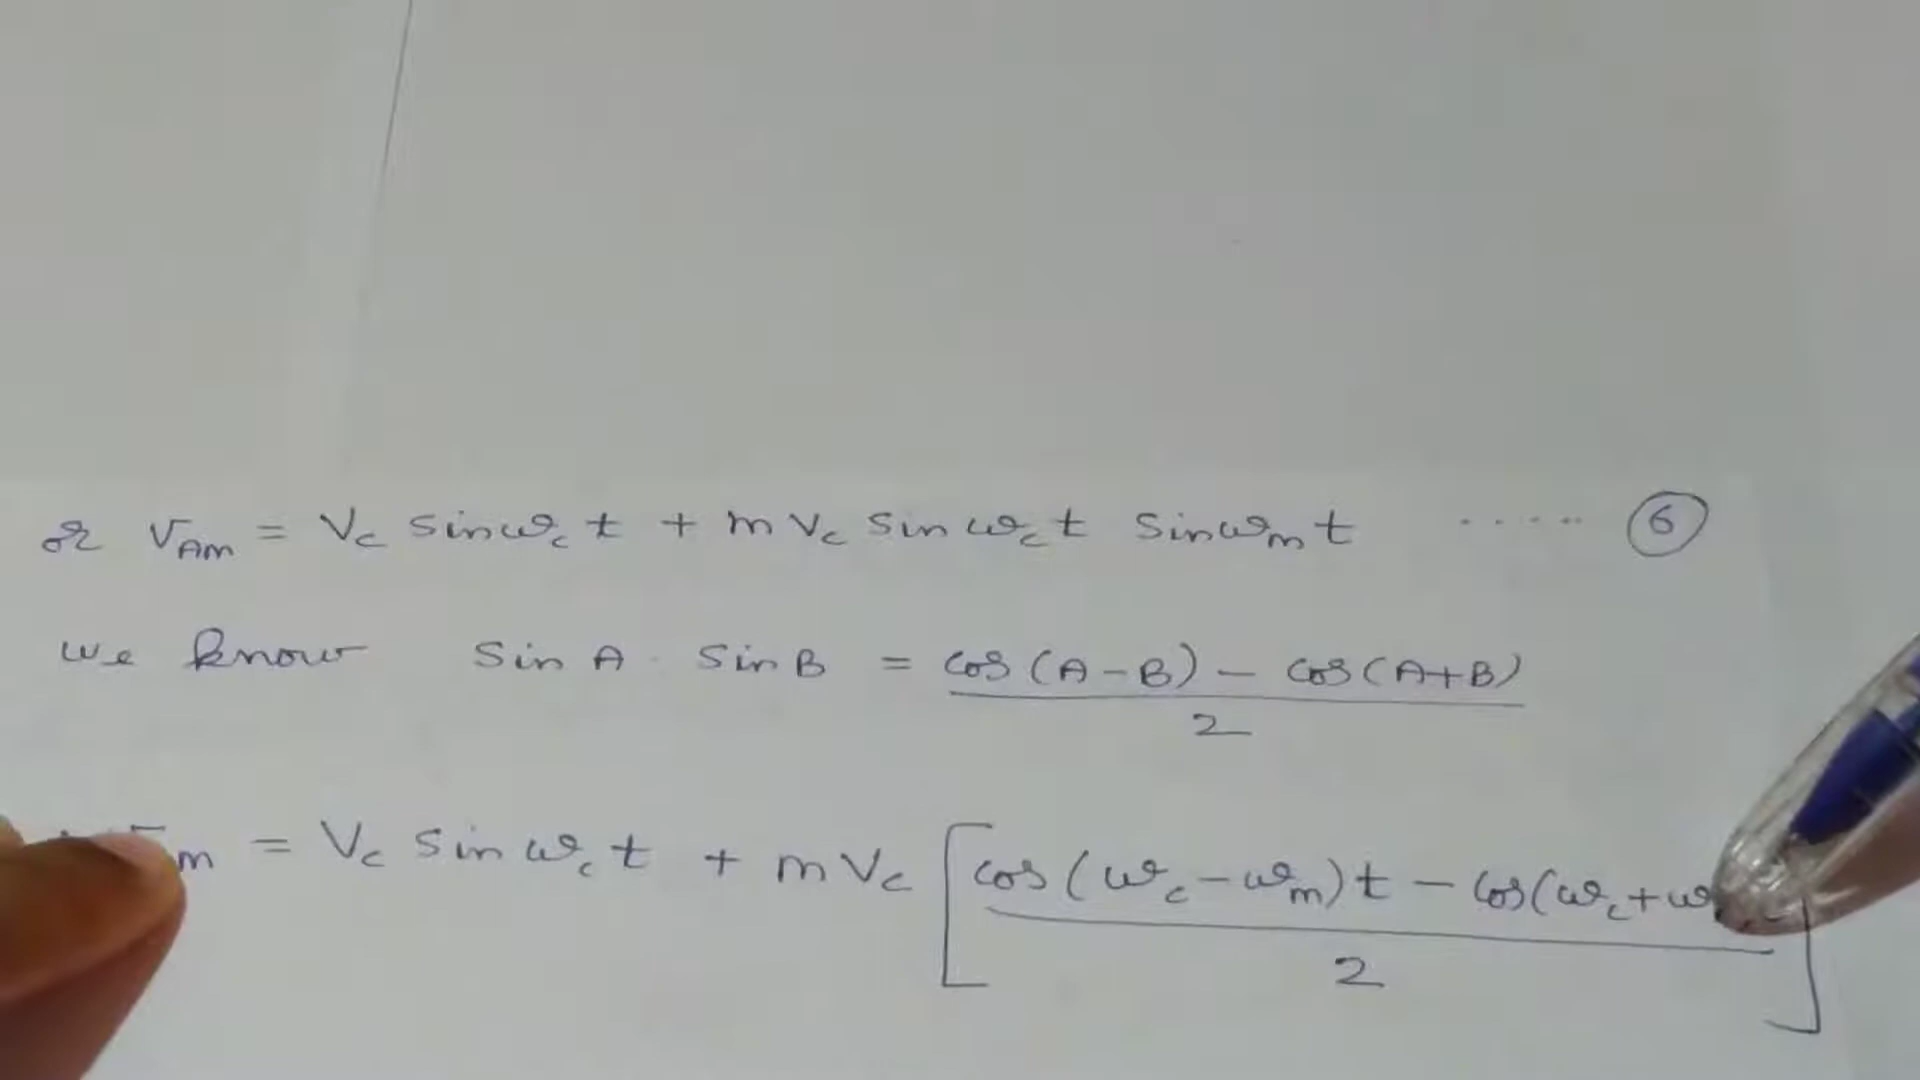 or V_AM = V_c sin ω_c t + m V_c sin ω_c t sin ω_m t ..... ⑥
we know sin A . sin B = cos (A-B) - cos (A+B) / 2
m = V_c sin ω_c t + m V_c [ cos (ω_c - ω_m) t - cos (ω_c + ω / 2 ]